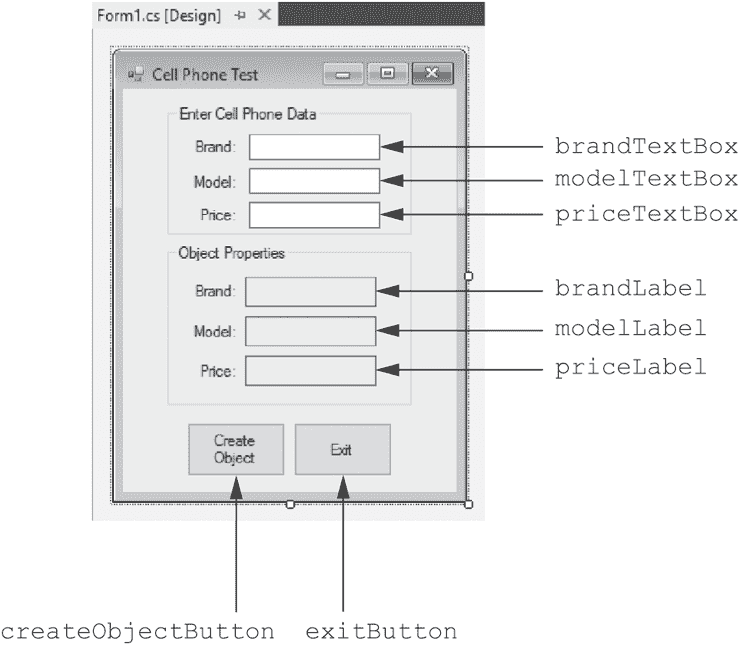 Form1.cs [Design]
Cell Phone Test
Enter Cell Phone Data
Brand:
brandTextBox
Model:
modelTextBox
Price:
priceTextBox
Object Properties
Brand:
brandLabel
Model:
modelLabel
Price:
priceLabel
Create
Object
Exit
createObjectButton
exitButton